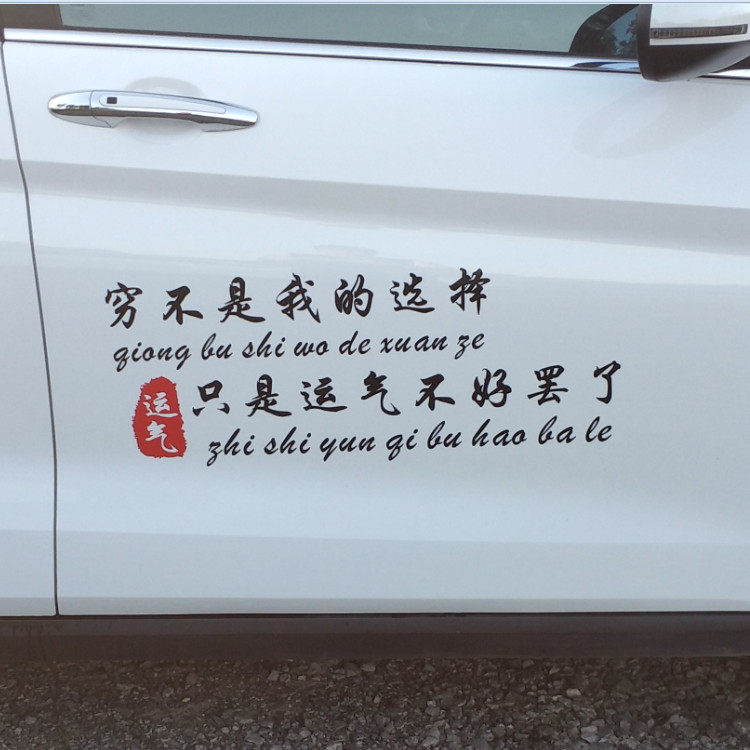 穷不是我的选择
qiong bu shi wo de xuan ze
运气
只是运气不好罢了
zhi shi yun qi bu hao ba le